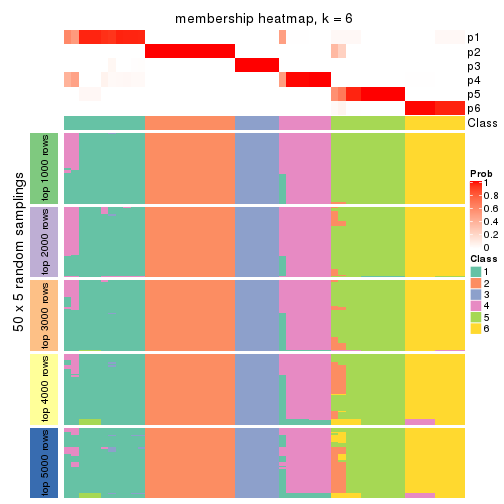 membership heatmap, k = 6
p1
p2
p3
p4
p5
p6
Class
50 x 5 random samplings
top 1000 rows
top 2000 rows
top 3000 rows
top 4000 rows
top 5000 rows
Prob
1
0.8
0.6
0.4
0.2
0
Class
1
2
3
4
5
6